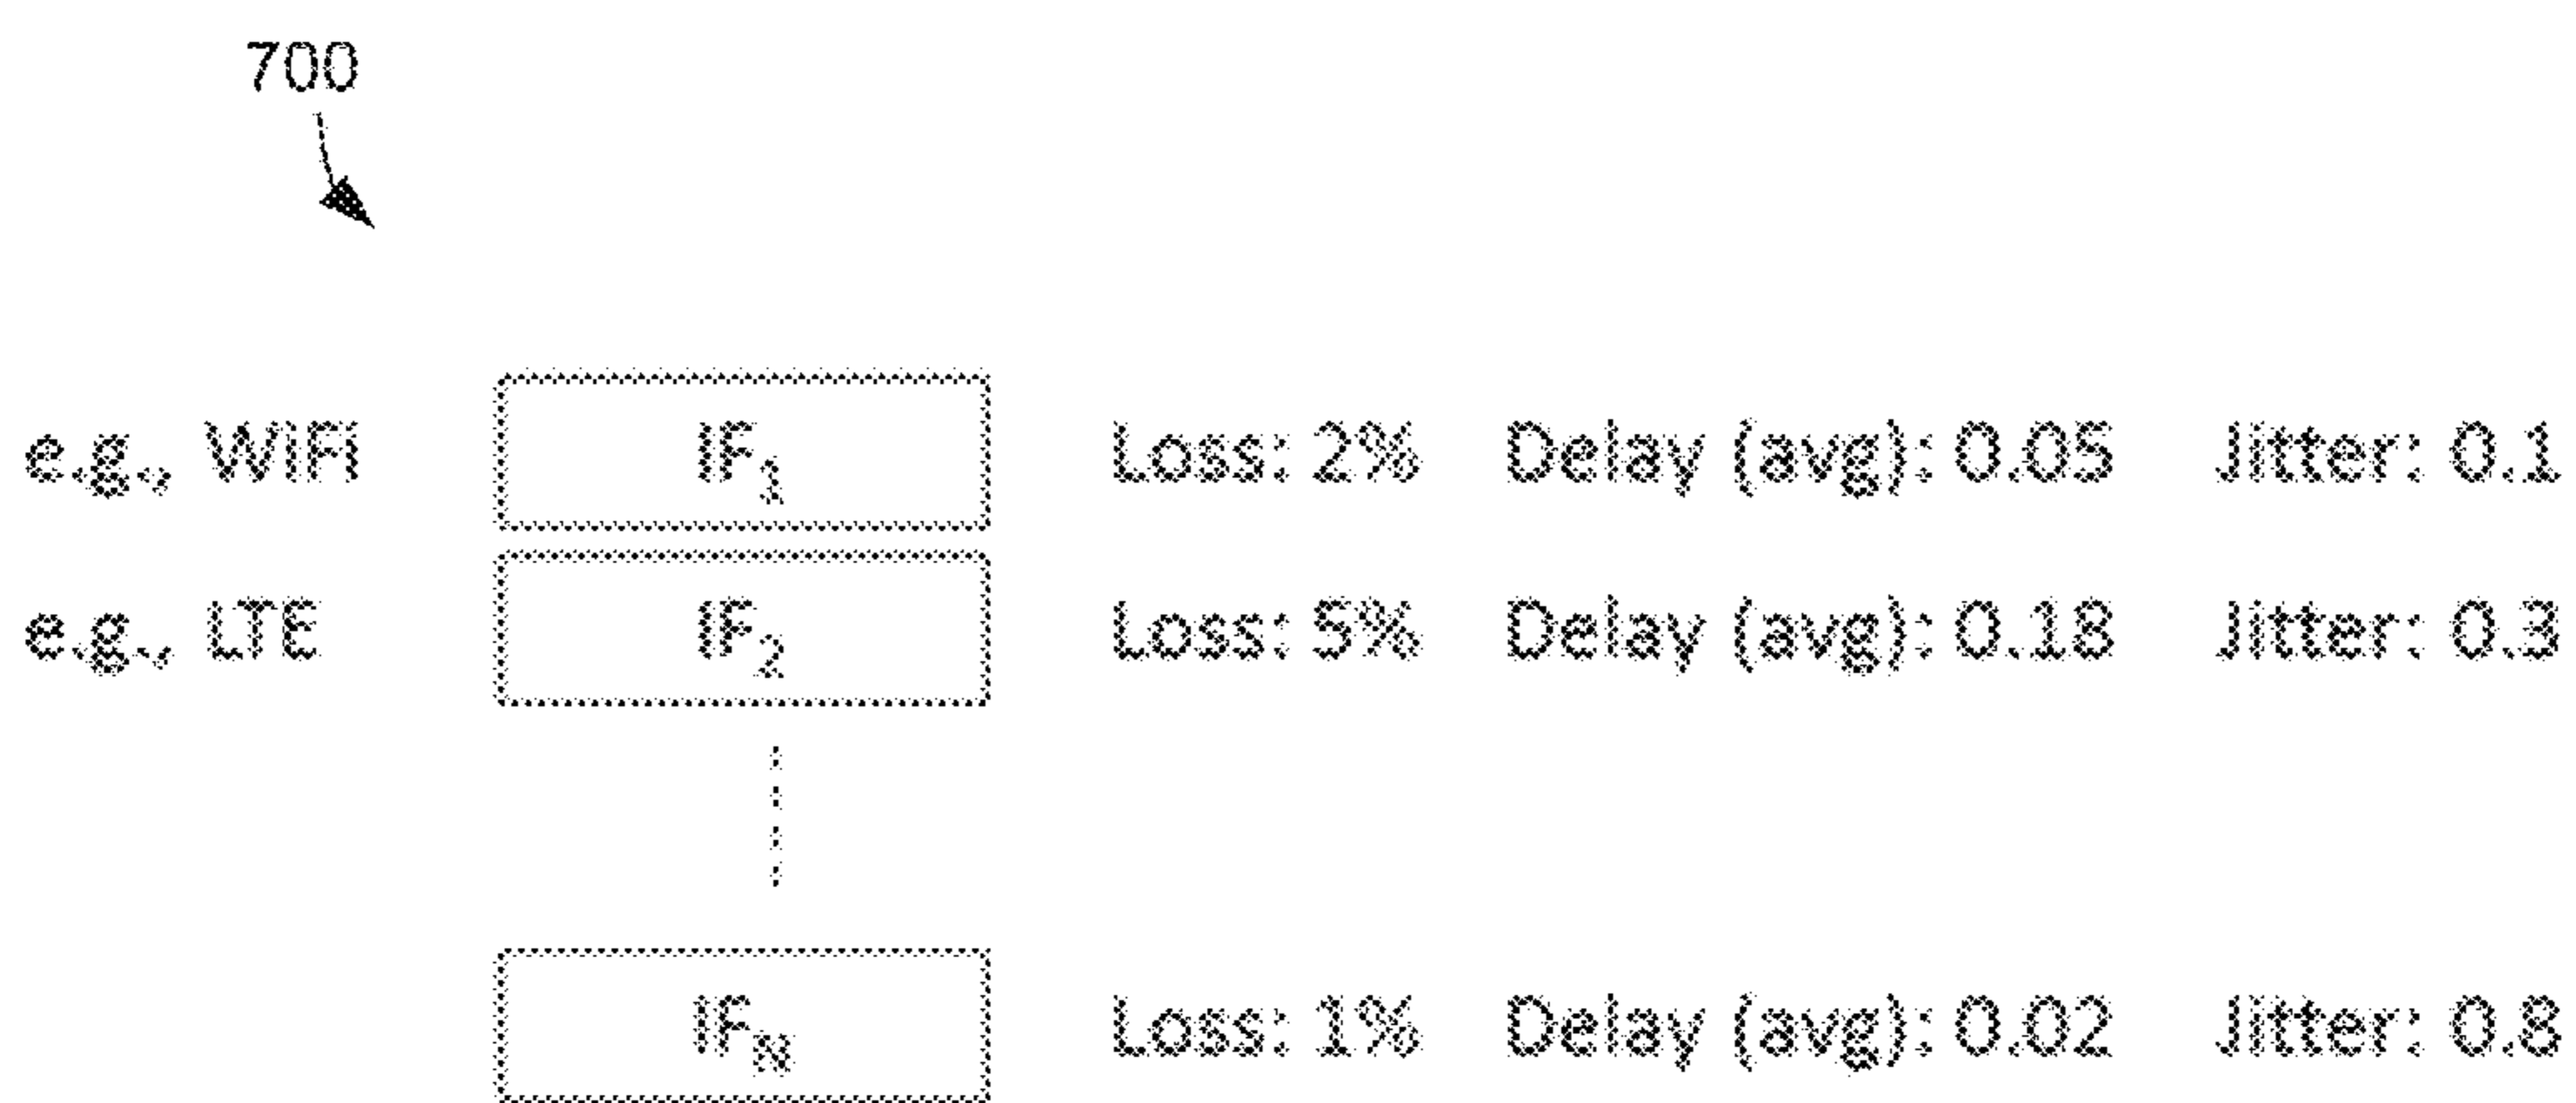 700
e.g., WiFi IF₁ Loss: 2% Delay (avg): 0.05 Jitter: 0.1
e.g., LTE IF₂ Loss: 5% Delay (avg): 0.18 Jitter: 0.3
IF_N Loss: 1% Delay (avg): 0.02 Jitter: 0.8